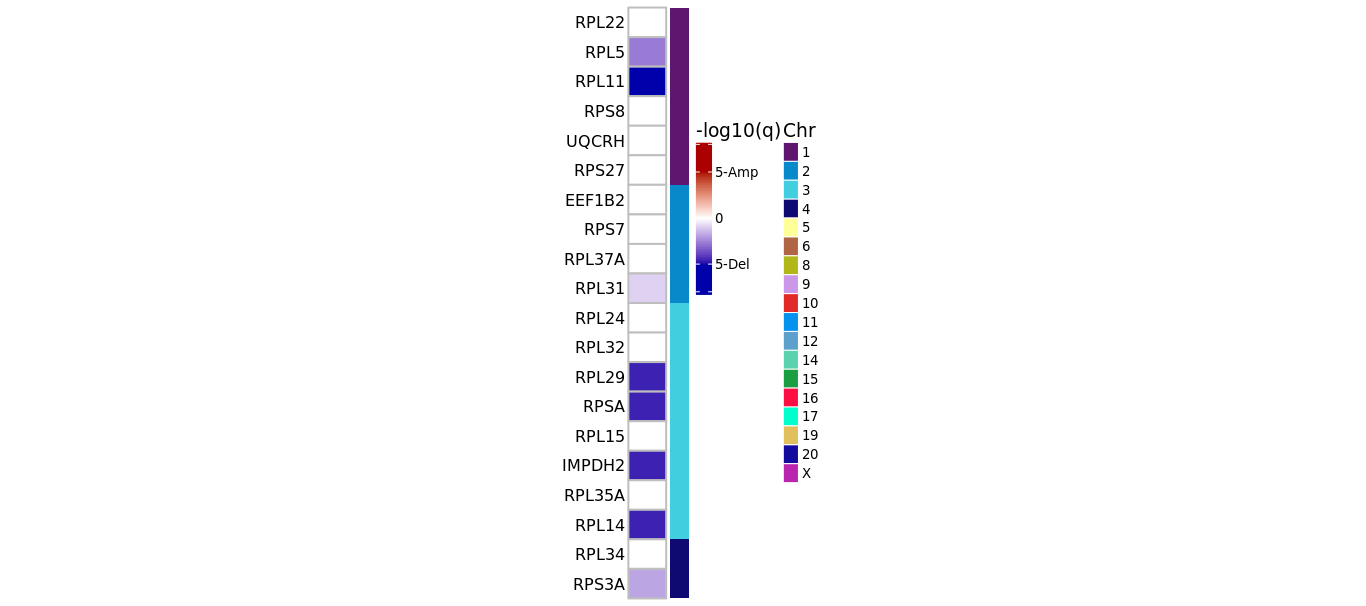 RPL22
RPL5
RPL11
RPS8
UQCRH
RPS27
EEF1B2
RPS7
RPL37A
RPL31
RPL24
RPL32
RPL29
RPSA
RPL15
IMPDH2
RPL35A
RPL14
RPL34
RPS3A
-log10(q)
5-Amp
0
5-Del
Chr
1
2
3
4
5
6
8
9
10
11
12
14
15
16
17
19
20
X